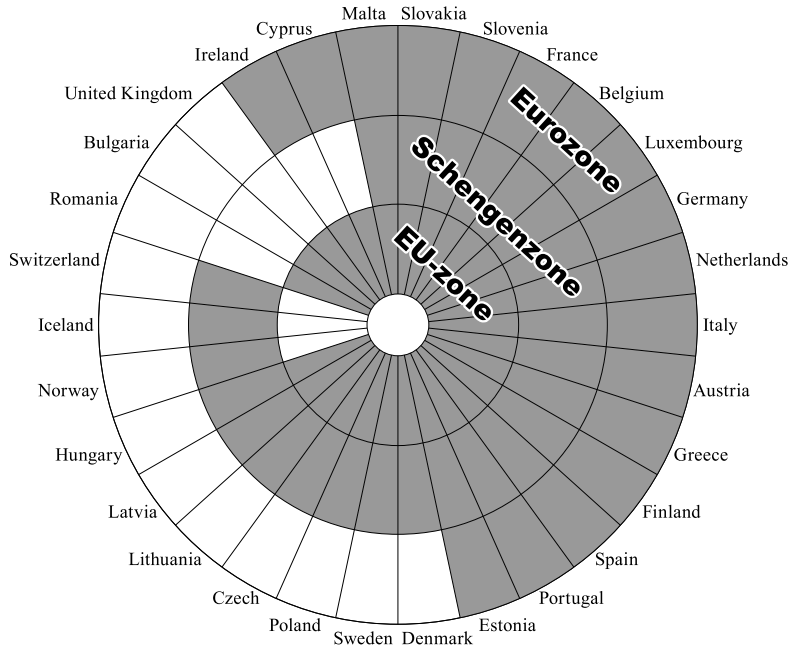 Malta
Slovakia
Cyprus
Slovenia
Ireland
France
United Kingdom
Belgium
Bulgaria
Luxembourg
Romania
Germany
Switzerland
Netherlands
Iceland
Italy
Norway
Austria
Hungary
Greece
Latvia
Finland
Lithuania
Spain
Czech
Portugal
Poland
Estonia
Sweden
Denmark
Eurozone
Schengenzone
EU-zone